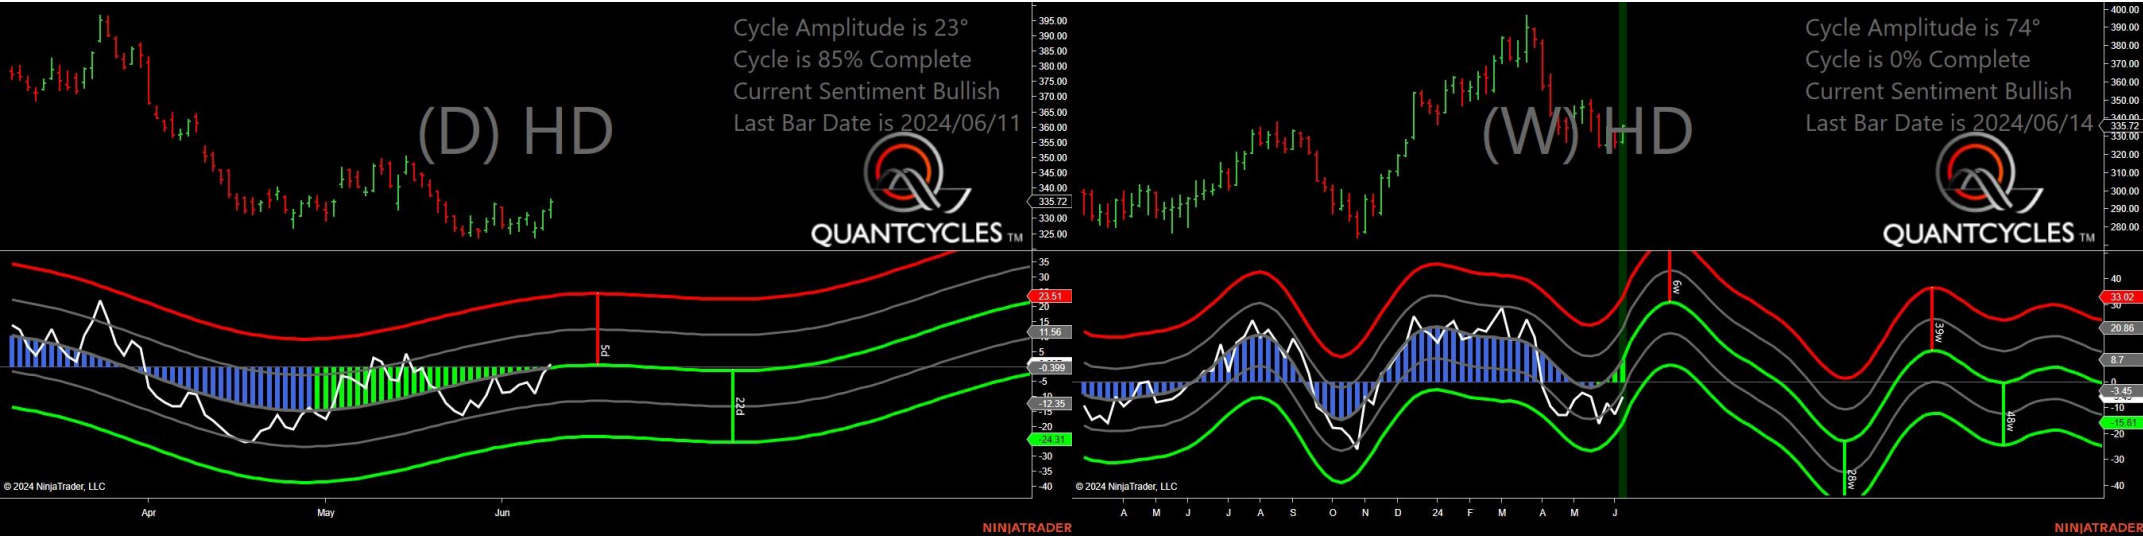 Cycle Amplitude is 23°
Cycle is 85% Complete
Current Sentiment Bullish
Last Bar Date is 2024/06/11
(D) HD
QUANTCYCLES TM
395.00
390.00
385.00
380.00
375.00
370.00
365.00
360.00
355.00
350.00
345.00
340.00
335.72
330.00
325.00
35
30
23.51
20
15
11.56
5
-0.399
-5
-12.35
-15
-20
-24.31
-30
-35
-40
5d
22d
© 2024 NinjaTrader, LLC
Apr May Jun
NINJATRADER
Cycle Amplitude is 74°
Cycle is 0% Complete
Current Sentiment Bullish
Last Bar Date is 2024/06/14
(W) HD
QUANTCYCLES TM
400.00
390.00
380.00
370.00
360.00
350.00
340.00
335.72
330.00
320.00
310.00
300.00
290.00
280.00
40
33.02
30
20.86
8.7
0
-3.45
-10
-15.61
-20
-30
-40
6w
39w
28w
48w
© 2024 NinjaTrader, LLC
A M J J A S O N D 24 F M A M J
NINJATRADER